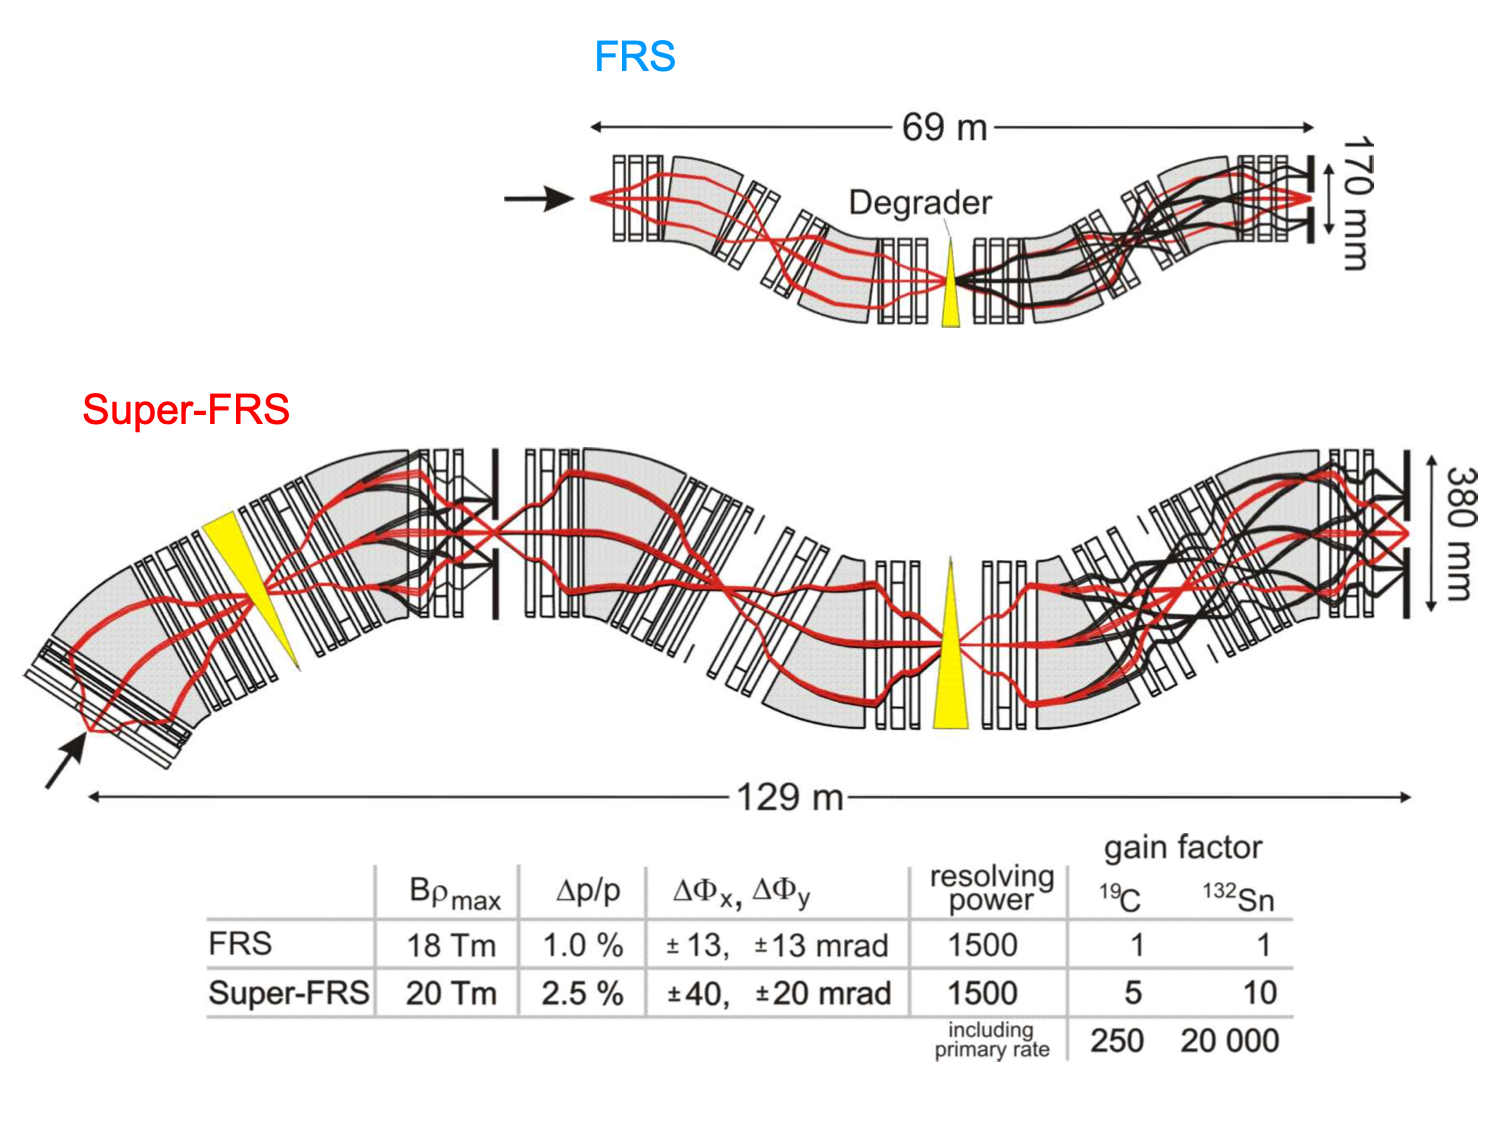 FRS
69 m
170 mm
Degrader
Super-FRS
380 mm
129 m
gain factor
Bρmax Δp/p ΔΦx, ΔΦy resolving power 19C 132Sn
FRS 18 Tm 1.0 % ± 13, ±13 mrad 1500 1 1
Super-FRS 20 Tm 2.5 % ±40, ±20 mrad 1500 5 10
including primary rate 250 20 000